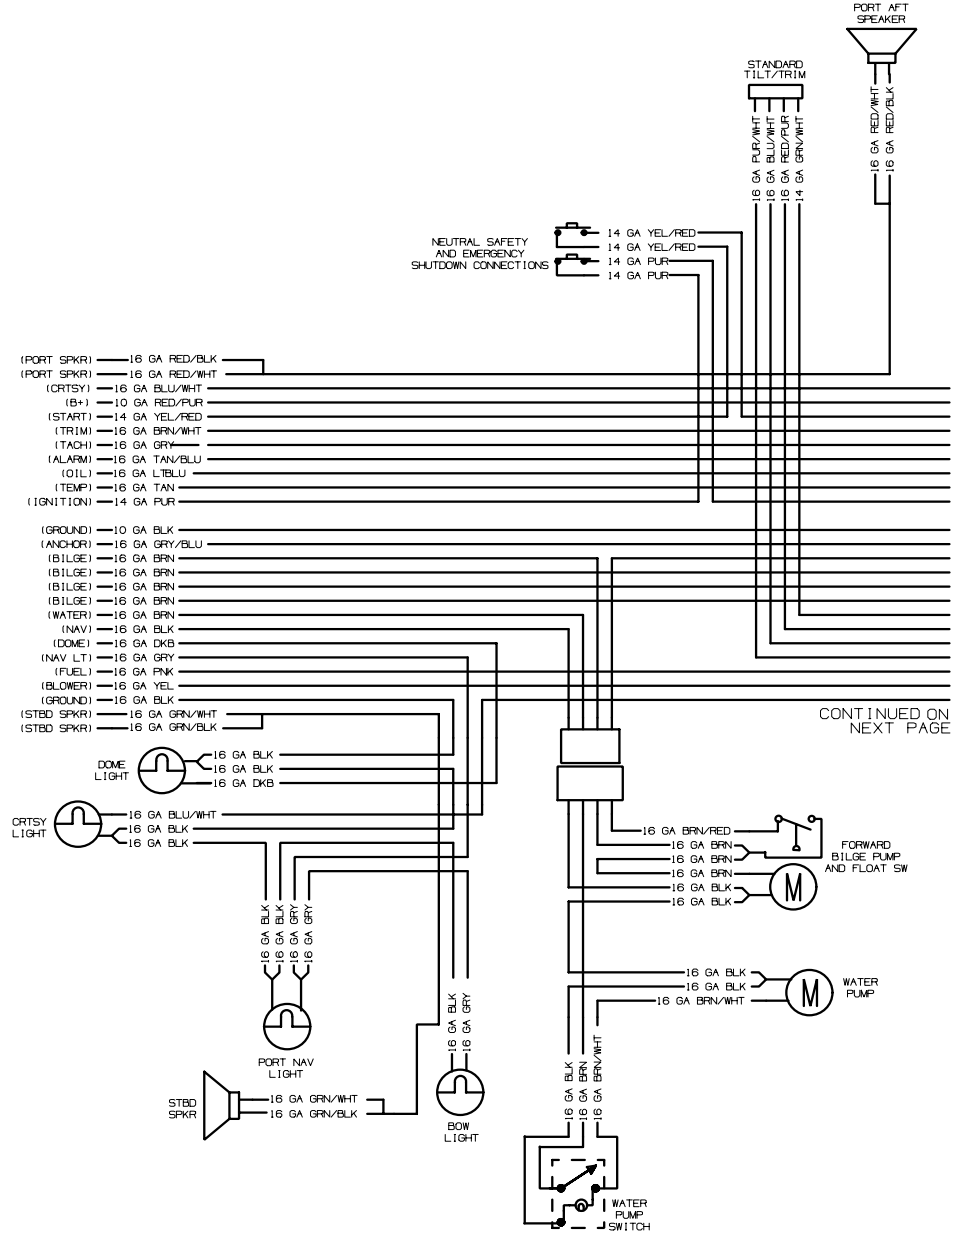 PORT AFT
SPEAKER
STANDARD
TILT/TRIM
16 GA PUR/WHT
16 GA BLU/WHT
16 GA RED/PUR
14 GA GRN/WHT
16 GA RED/WHT
16 GA RED/BLK
NEUTRAL SAFETY
AND EMERGENCY
SHUTDOWN CONNECTIONS
14 GA YEL/RED
14 GA YEL/RED
14 GA PUR
14 GA PUR
(PORT SPKR) 16 GA RED/BLK
(PORT SPKR) 16 GA RED/WHT
(CRTSY) 16 GA BLU/WHT
(B+) 10 GA RED/PUR
(START) 14 GA YEL/RED
(TRIM) 16 GA BRN/WHT
(TACH) 16 GA GRY
(ALARM) 16 GA TAN/BLU
(OIL) 16 GA LTBLU
(TEMP) 16 GA TAN
(IGNITION) 14 GA PUR
(GROUND) 10 GA BLK
(ANCHOR) 16 GA GRY/BLU
(BILGE) 16 GA BRN
(BILGE) 16 GA BRN
(BILGE) 16 GA BRN
(BILGE) 16 GA BRN
(WATER) 16 GA BRN
(NAV) 16 GA BLK
(DOME) 16 GA DKB
(NAV LT) 16 GA GRY
(FUEL) 16 GA PNK
(BLOWER) 16 GA YEL
(GROUND) 16 GA BLK
(STBD SPKR) 16 GA GRN/WHT
(STBD SPKR) 16 GA GRN/BLK
CONTINUED ON
NEXT PAGE
DOME
LIGHT
16 GA BLK
16 GA BLK
16 GA DKB
CRTSY
LIGHT
16 GA BLU/WHT
16 GA BLK
16 GA BLK
16 GA BRN/RED
16 GA BRN
16 GA BRN
16 GA BRN
16 GA BLK
16 GA BLK
FORWARD
BILGE PUMP
AND FLOAT SW
M
16 GA BLK
16 GA BLK
16 GA GRY
16 GA GRY
16 GA BLK
16 GA BLK
16 GA BRN/WHT
M
WATER
PUMP
16 GA BLK
16 GA GRY
PORT NAV
LIGHT
16 GA BLK
16 GA BRN
16 GA BRN/WHT
STBD
SPKR
16 GA GRN/WHT
16 GA GRN/BLK
BOW
LIGHT
WATER
PUMP
SWITCH